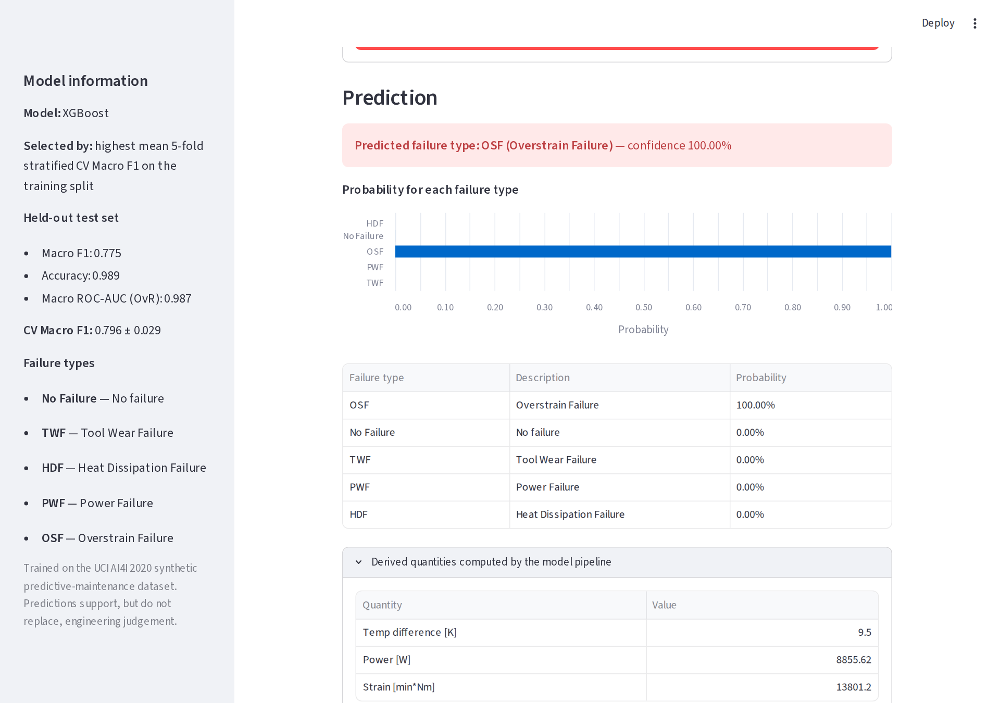 Deploy
Model information
Model: XGBoost
Selected by: highest mean 5-fold
stratified CV Macro F1 on the
training split
Held-out test set
• Macro F1: 0.775
• Accuracy: 0.989
• Macro ROC-AUC (OvR): 0.987
CV Macro F1: 0.796 ± 0.029
Failure types
• No Failure — No failure
• TWF — Tool Wear Failure
• HDF — Heat Dissipation Failure
• PWF — Power Failure
• OSF — Overstrain Failure
Trained on the UCI AI4I 2020 synthetic
predictive-maintenance dataset.
Predictions support, but do not
replace, engineering judgement.
Prediction
Predicted failure type: OSF (Overstrain Failure) — confidence 100.00%
Probability for each failure type
HDF
No Failure
OSF
PWF
TWF
0.00 0.10 0.20 0.30 0.40 0.50 0.60 0.70 0.80 0.90 1.00
Probability
Failure type Description Probability
OSF Overstrain Failure 100.00%
No Failure No failure 0.00%
TWF Tool Wear Failure 0.00%
PWF Power Failure 0.00%
HDF Heat Dissipation Failure 0.00%
Derived quantities computed by the model pipeline
Quantity Value
Temp difference [K] 9.5
Power [W] 8855.62
Strain [min*Nm] 13801.2